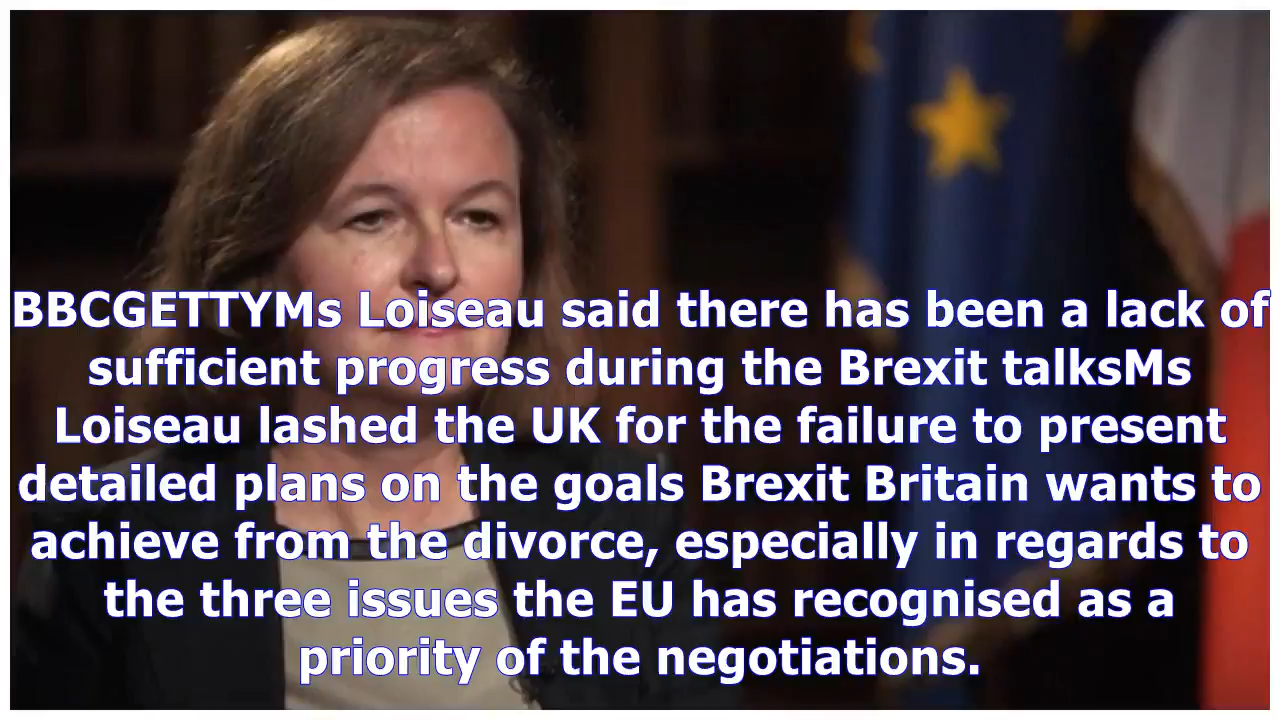 BBCGETTYMs Loiseau said there has been a lack of
sufficient progress during the Brexit talksMs
Loiseau lashed the UK for the failure to present
detailed plans on the goals Brexit Britain wants to
achieve from the divorce, especially in regards to
the three issues the EU has recognised as a
priority of the negotiations.